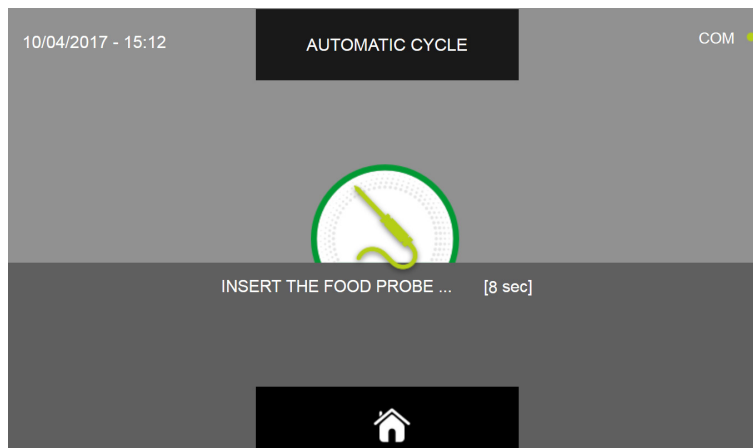 10/04/2017 - 15:12
AUTOMATIC CYCLE
COM
INSERT THE FOOD PROBE ... [8 sec]